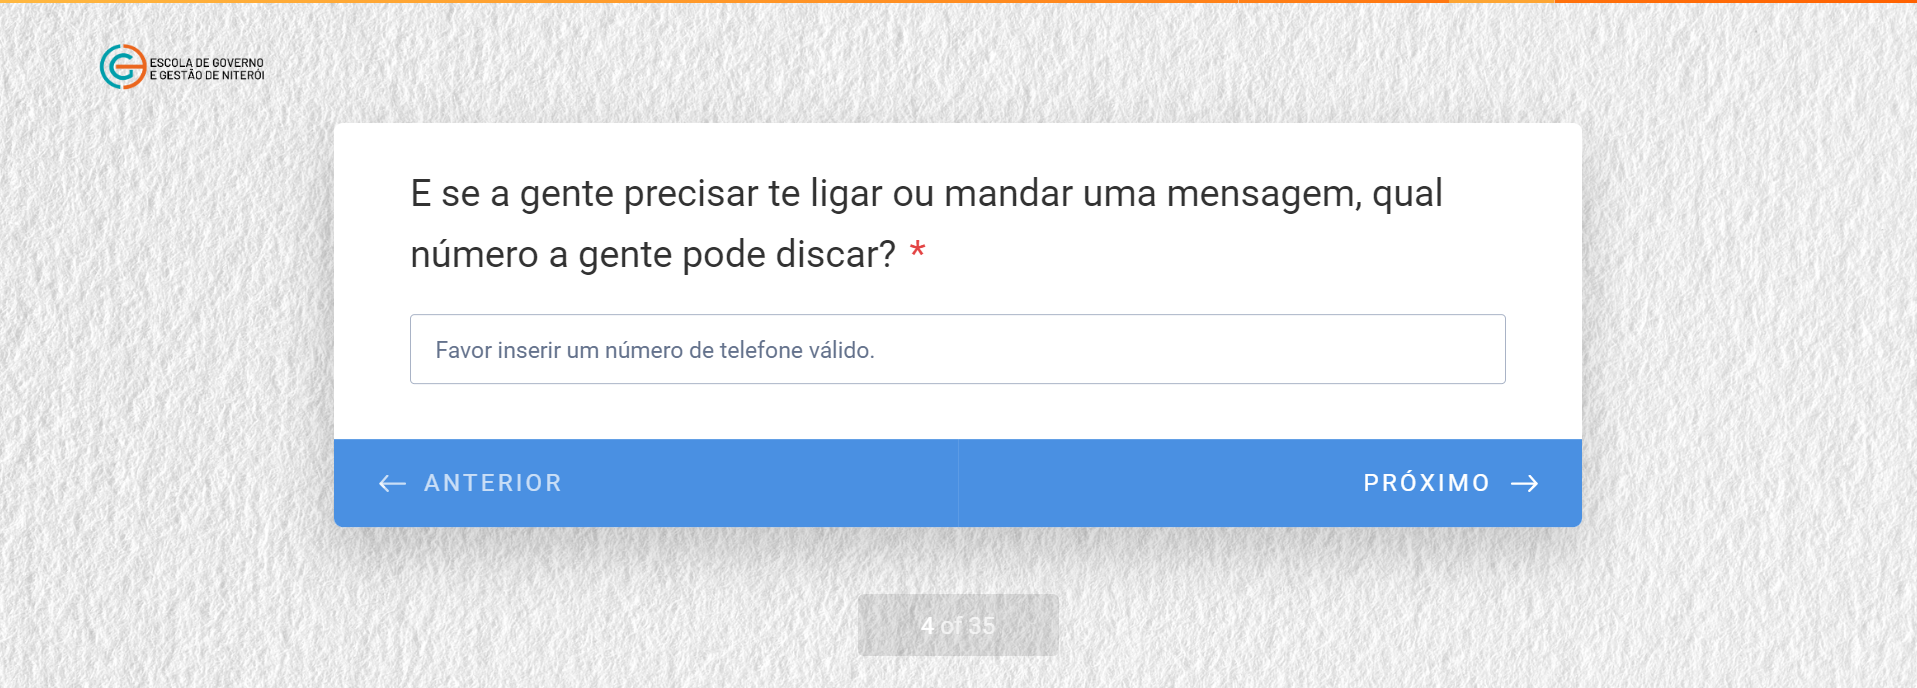 ESCOLA DE GOVERNO
E GESTÃO DE NITERÓI
E se a gente precisar te ligar ou mandar uma mensagem, qual
número a gente pode discar? *
Favor inserir um número de telefone válido.
← ANTERIOR
PRÓXIMO →
4 of 35